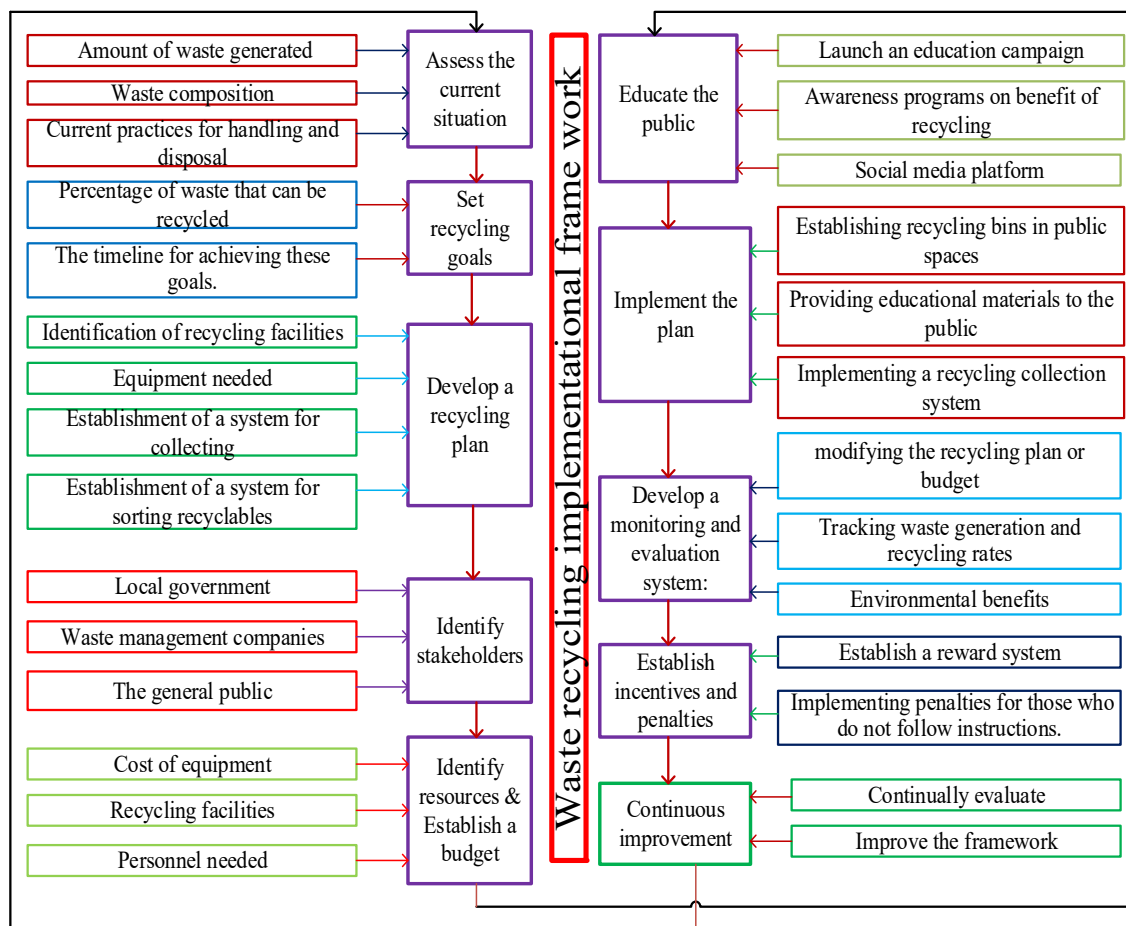 Amount of waste generated
Waste composition
Current practices for handling and
disposal
Assess the
current
situation
Percentage of waste that can be
recycled
The timeline for achieving these
goals.
Set
recycling
goals
Identification of recycling facilities
Equipment needed
Establishment of a system for
collecting
Establishment of a system for
sorting recyclables
Develop a
recycling
plan
Local government
Waste management companies
The general public
Identify
stakeholders
Cost of equipment
Recycling facilities
Personnel needed
Identify
resources &
Establish a
budget
Waste recycling implementational frame work
Educate the
public
Launch an education campaign
Awareness programs on benefit of
recycling
Social media platform
Implement the
plan
Establishing recycling bins in public
spaces
Providing educational materials to the
public
Implementing a recycling collection
system
Develop a
monitoring and
evaluation
system:
modifying the recycling plan or
budget
Tracking waste generation and
recycling rates
Environmental benefits
Establish
incentives and
penalties
Establish a reward system
Implementing penalties for those who
do not follow instructions.
Continuous
improvement
Continually evaluate
Improve the framework